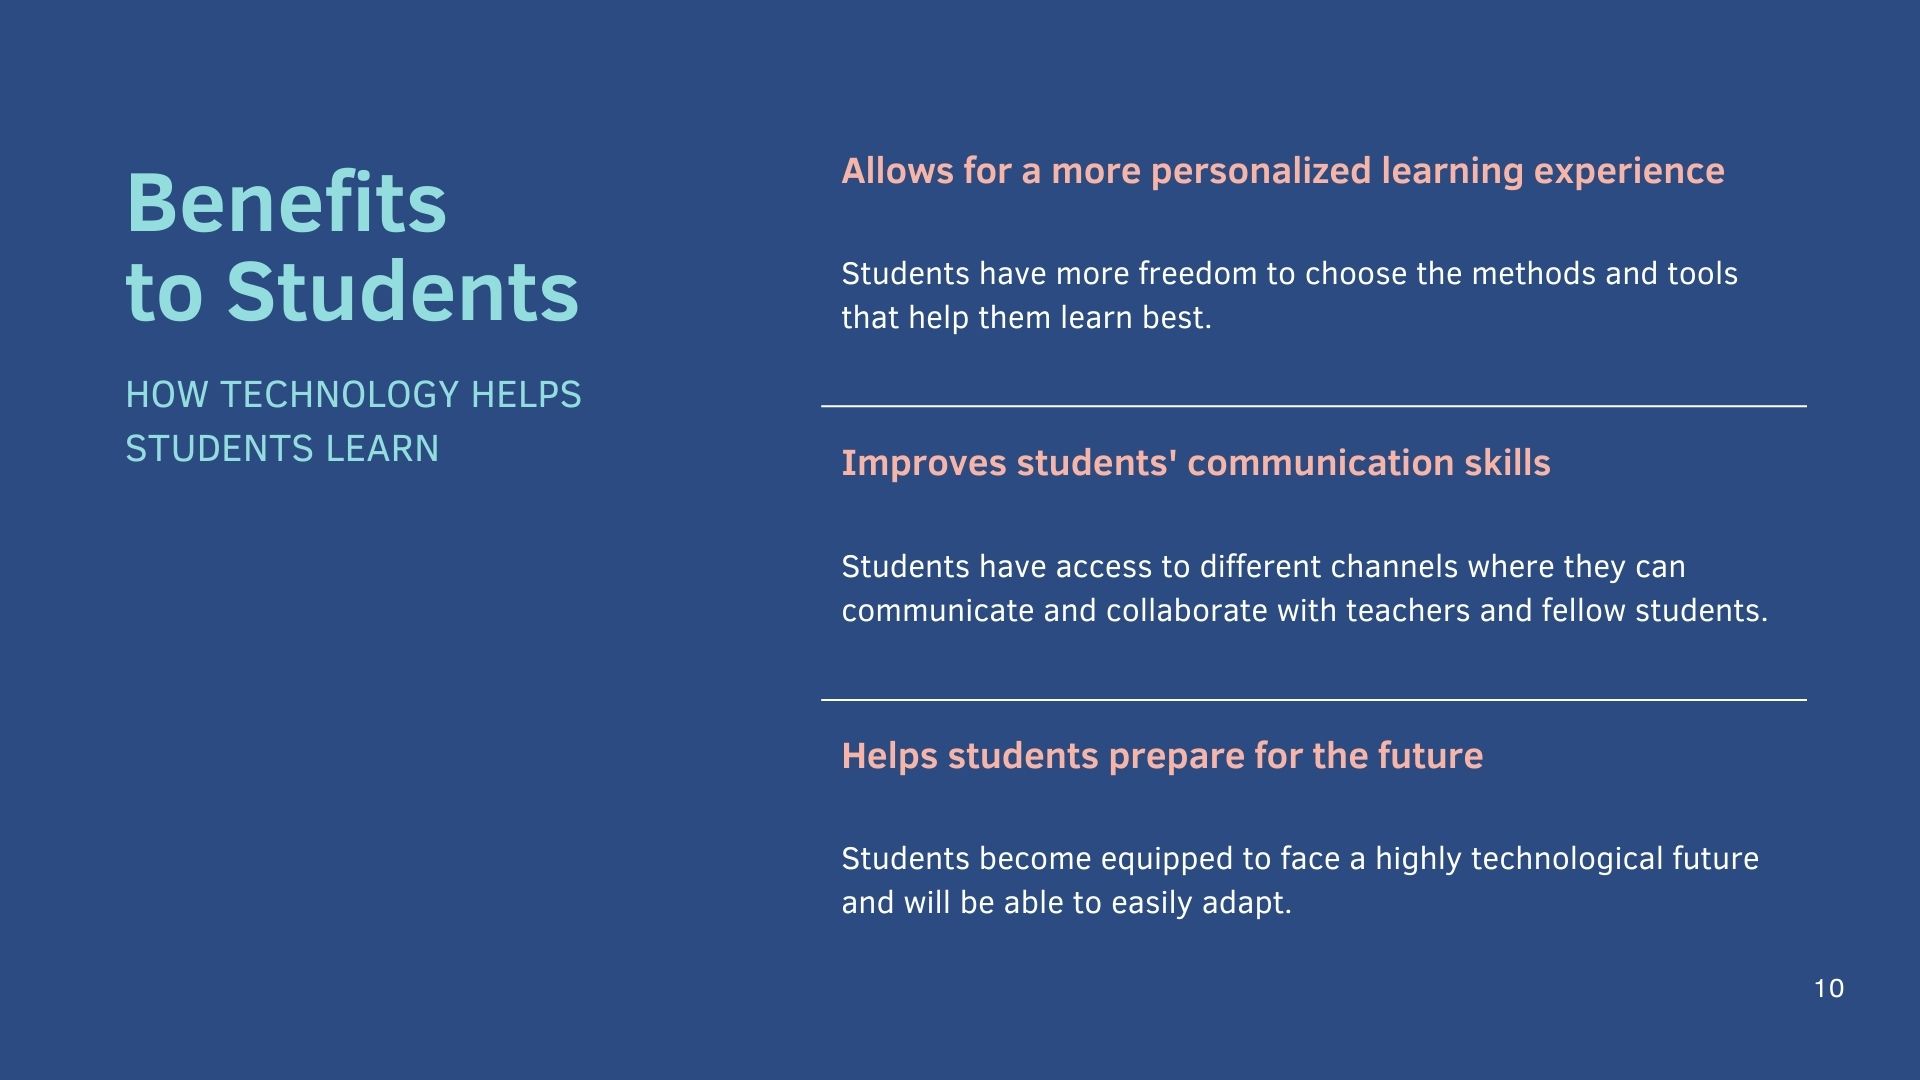 Benefits
to Students
HOW TECHNOLOGY HELPS
STUDENTS LEARN
Allows for a more personalized learning experience
Students have more freedom to choose the methods and tools
that help them learn best.
Improves students' communication skills
Students have access to different channels where they can
communicate and collaborate with teachers and fellow students.
Helps students prepare for the future
Students become equipped to face a highly technological future
and will be able to easily adapt.
10